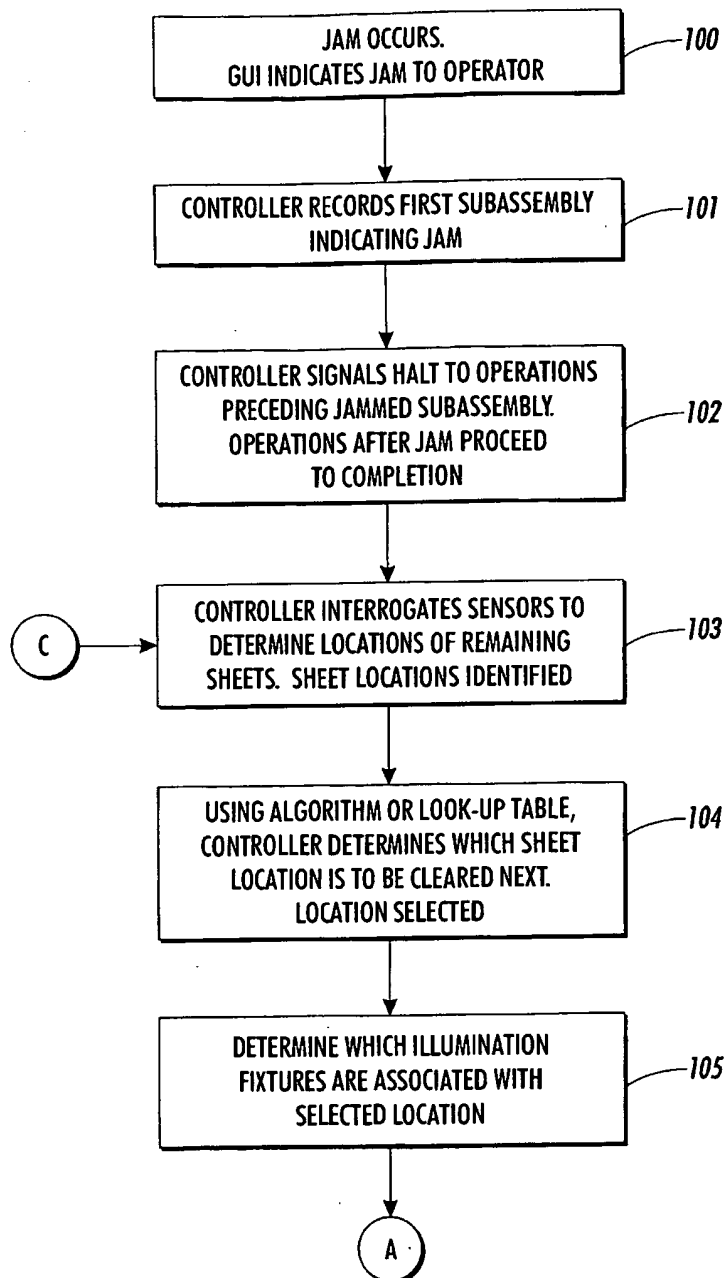 JAM OCCURS.
GUI INDICATES JAM TO OPERATOR
100
CONTROLLER RECORDS FIRST SUBASSEMBLY
INDICATING JAM
101
CONTROLLER SIGNALS HALT TO OPERATIONS
PRECEDING JAMMED SUBASSEMBLY.
OPERATIONS AFTER JAM PROCEED
TO COMPLETION
102
C
CONTROLLER INTERROGATES SENSORS TO
DETERMINE LOCATIONS OF REMAINING
SHEETS. SHEET LOCATIONS IDENTIFIED
103
USING ALGORITHM OR LOOK-UP TABLE,
CONTROLLER DETERMINES WHICH SHEET
LOCATION IS TO BE CLEARED NEXT.
LOCATION SELECTED
104
DETERMINE WHICH ILLUMINATION
FIXTURES ARE ASSOCIATED WITH
SELECTED LOCATION
105
A